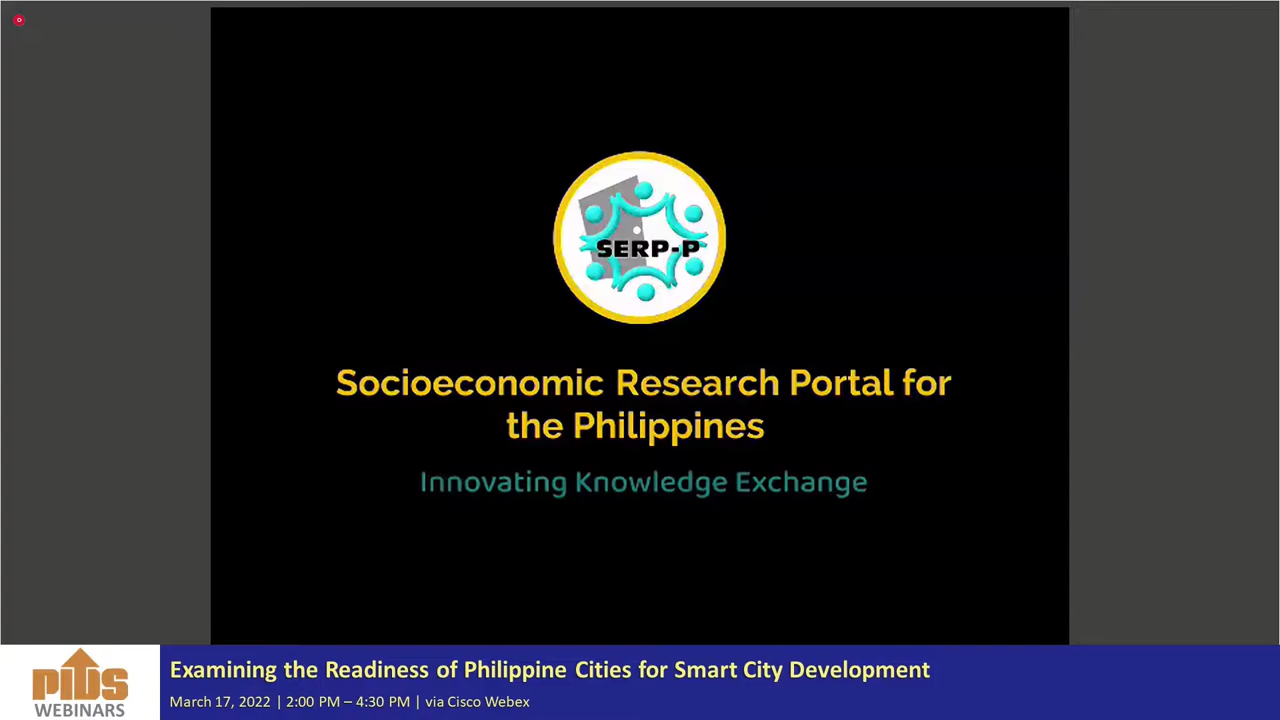 SERP-P
Socioeconomic Research Portal for
the Philippines
Innovating Knowledge Exchange
PIDS
WEBINARS
Examining the Readiness of Philippine Cities for Smart City Development
March 17, 2022 | 2:00 PM – 4:30 PM | via Cisco Webex